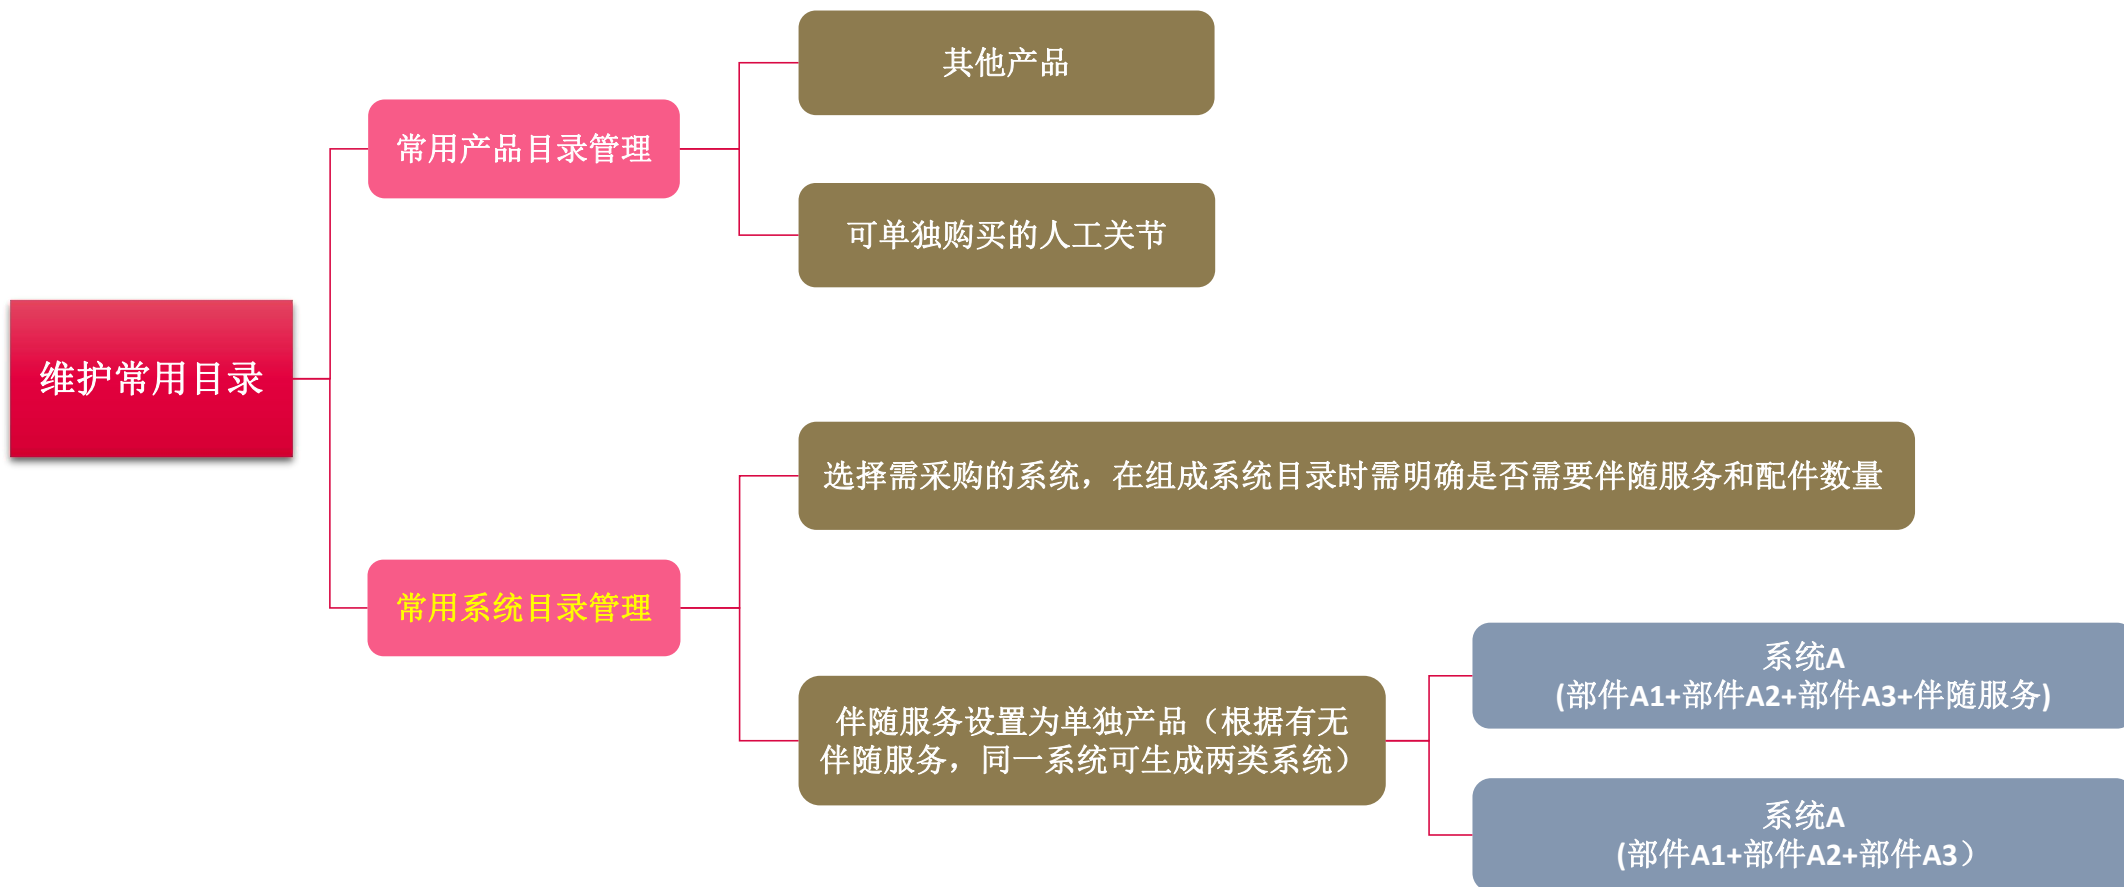 其他产品
常用产品目录管理
可单独购买的人工关节
维护常用目录
选择需采购的系统，在组成系统目录时需明确是否需要伴随服务和配件数量
常用系统目录管理
伴随服务设置为单独产品（根据有无
伴随服务，同一系统可生成两类系统）
系统A
(部件A1+部件A2+部件A3+伴随服务)
系统A
(部件A1+部件A2+部件A3）